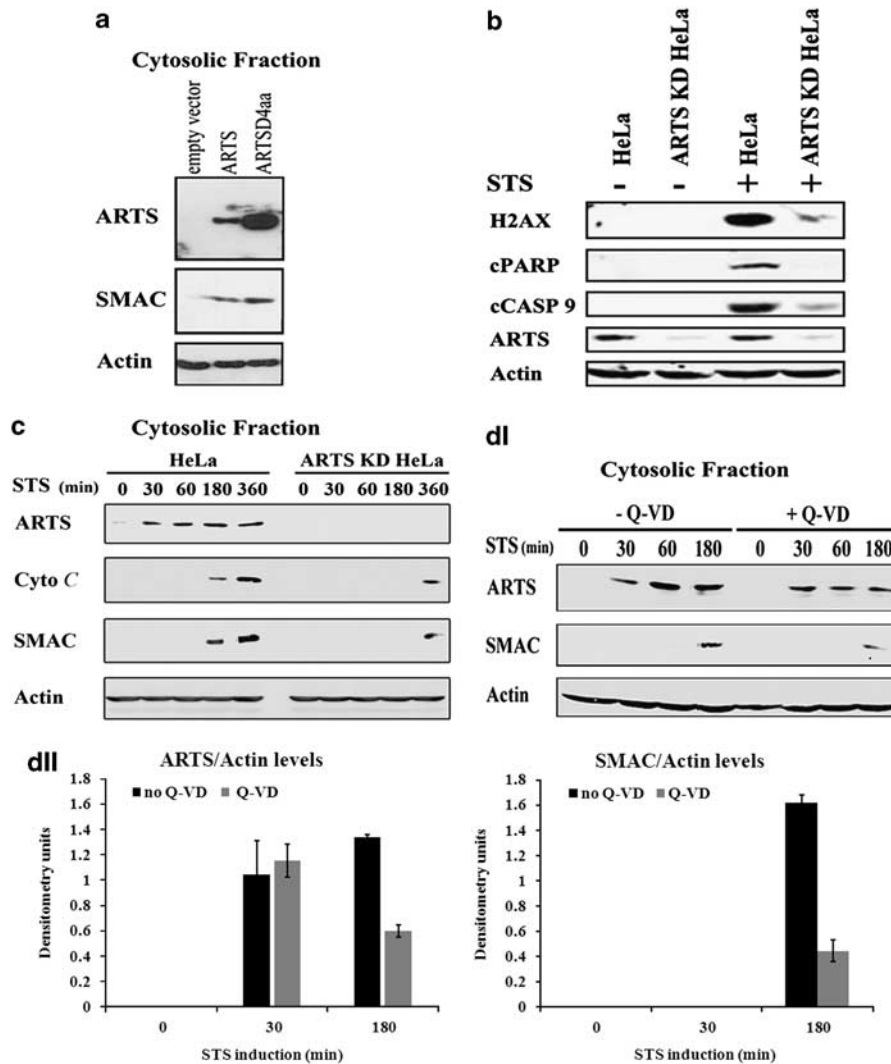 a
Cytosolic Fraction
empty vector
ARTS
ARTSD4aa
ARTS
SMAC
Actin
b
HeLa
ARTS KD HeLa
HeLa
ARTS KD HeLa
STS - - + +
H2AX
cPARP
cCASP 9
ARTS
Actin
c
Cytosolic Fraction
HeLa ARTS KD HeLa
STS (min) 0 30 60 180 360 0 30 60 180 360
ARTS
Cyto C
SMAC
Actin
dI
Cytosolic Fraction
- Q-VD + Q-VD
STS (min) 0 30 60 180 0 30 60 180
ARTS
SMAC
Actin
dII
ARTS/Actin levels
no Q-VD Q-VD
Densitometry units
1.8
1.6
1.4
1.2
1
0.8
0.6
0.4
0.2
0
0 30 180
STS induction (min)
SMAC/Actin levels
no Q-VD Q-VD
Densitometry units
1.8
1.6
1.4
1.2
1
0.8
0.6
0.4
0.2
0
0 30 180
STS induction (min)